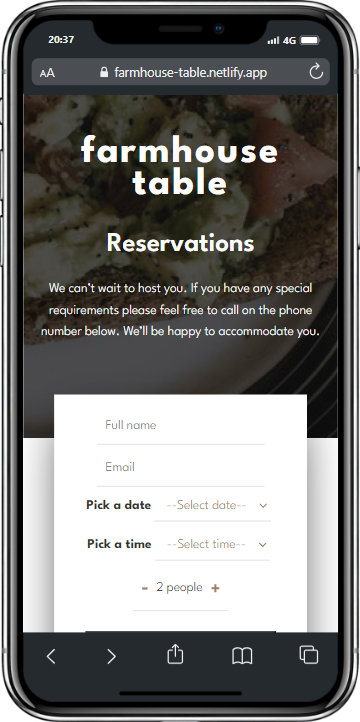 20:37
4G
AA farmhouse-table.netlify.app
farmhouse
table
Reservations
We can't wait to host you. If you have any special
requirements please feel free to call on the phone
number below. We'll be happy to accommodate you.
Full name
Email
Pick a date --Select date--
Pick a time --Select time--
- 2 people +